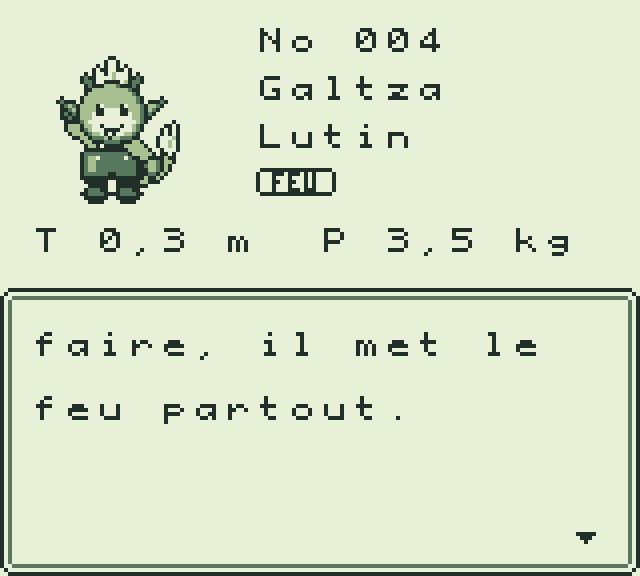 No 004
Galtza
Lutin
FEU
T 0,3 m P 3,5 kg
faire, il met le
feu partout.